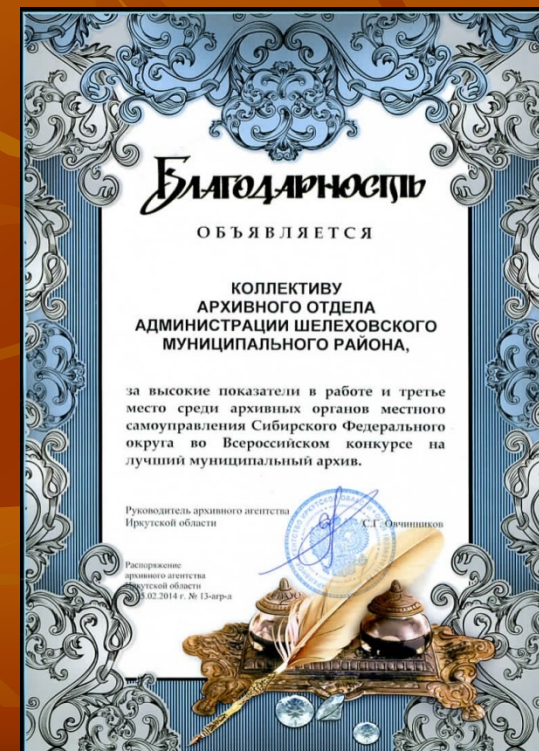 Благодарность
ОБЪЯВЛЯЕТСЯ
КОЛЛЕКТИВУ
АРХИВНОГО ОТДЕЛА
АДМИНИСТРАЦИИ ШЕЛЕХОВСКОГО
МУНИЦИПАЛЬНОГО РАЙОНА,
за высокие показатели в работе и третье
место среди архивных органов местного
самоуправления Сибирского Федерального
округа во Всероссийском конкурсе на
лучший муниципальный архив.
Руководитель архивного агентства
Иркутской области
С.Г. Овчинников
Распоряжение
архивного агентства
Иркутской области
.02.2014 г. № 13-агр-л